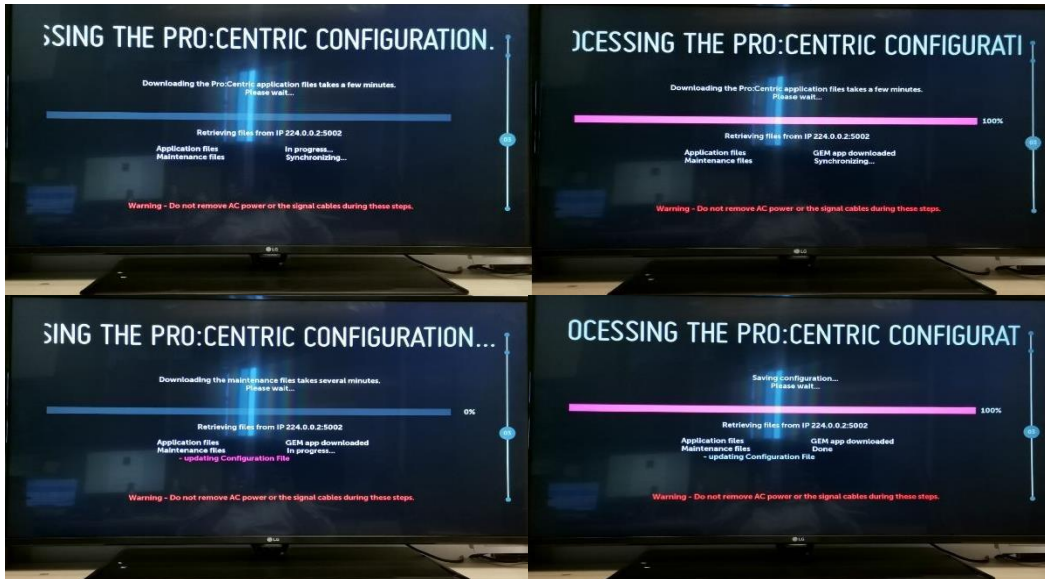 SSING THE PRO:CENTRIC CONFIGURATION.
Downloading the Pro:Centric application files takes a few minutes.
Please wait...
Retrieving files from IP 224.0.0.2:5002
Application files In progress...
Maintenance files Synchronizing...
03
Warning - Do not remove AC power or the signal cables during these steps.
LG
OCESSING THE PRO:CENTRIC CONFIGURATI
Downloading the Pro:Centric application files takes a few minutes.
Please wait...
100%
Retrieving files from IP 224.0.0.2:5002
Application files GEM app downloaded
Maintenance files Synchronizing...
03
Warning - Do not remove AC power or the signal cables during these steps.
LG
SING THE PRO:CENTRIC CONFIGURATION...
Downloading the maintenance files takes several minutes.
Please wait...
0%
Retrieving files from IP 224.0.0.2:5002
Application files GEM app downloaded
Maintenance files In progress...
- updating Configuration File
03
Warning - Do not remove AC power or the signal cables during these steps.
LG
OCESSING THE PRO:CENTRIC CONFIGURAT
Saving configuration...
Please wait...
100%
Retrieving files from IP 224.0.0.2:5002
Application files GEM app downloaded
Maintenance files Done
- updating Configuration File
03
Warning - Do not remove AC power or the signal cables during these steps.
LG